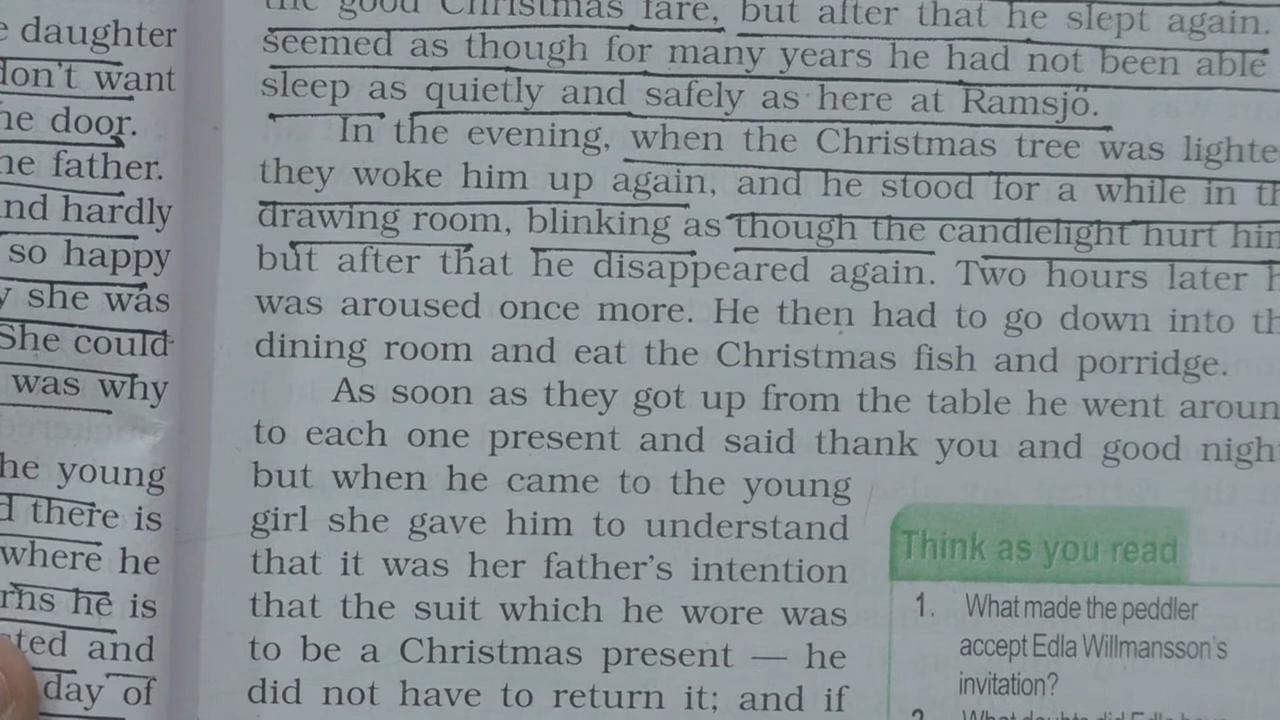 e daughter
don't want
he door.
he father.
and hardly
so happy
y she was
She could
was why
he young
d there is
where he
rns he is
ted and
day of
the good Christmas fare, but after that he slept again.
seemed as though for many years he had not been able
sleep as quietly and safely as here at Ramsjö.
In the evening, when the Christmas tree was lighte
they woke him up again, and he stood for a while in th
drawing room, blinking as though the candlelight hurt him
but after that he disappeared again. Two hours later h
was aroused once more. He then had to go down into th
dining room and eat the Christmas fish and porridge.
As soon as they got up from the table he went aroun
to each one present and said thank you and good nigh
but when he came to the young
girl she gave him to understand
that it was her father's intention
that the suit which he wore was
to be a Christmas present — he
did not have to return it; and if
Think as you read
1. What made the peddler
accept Edla Willmansson's
invitation?